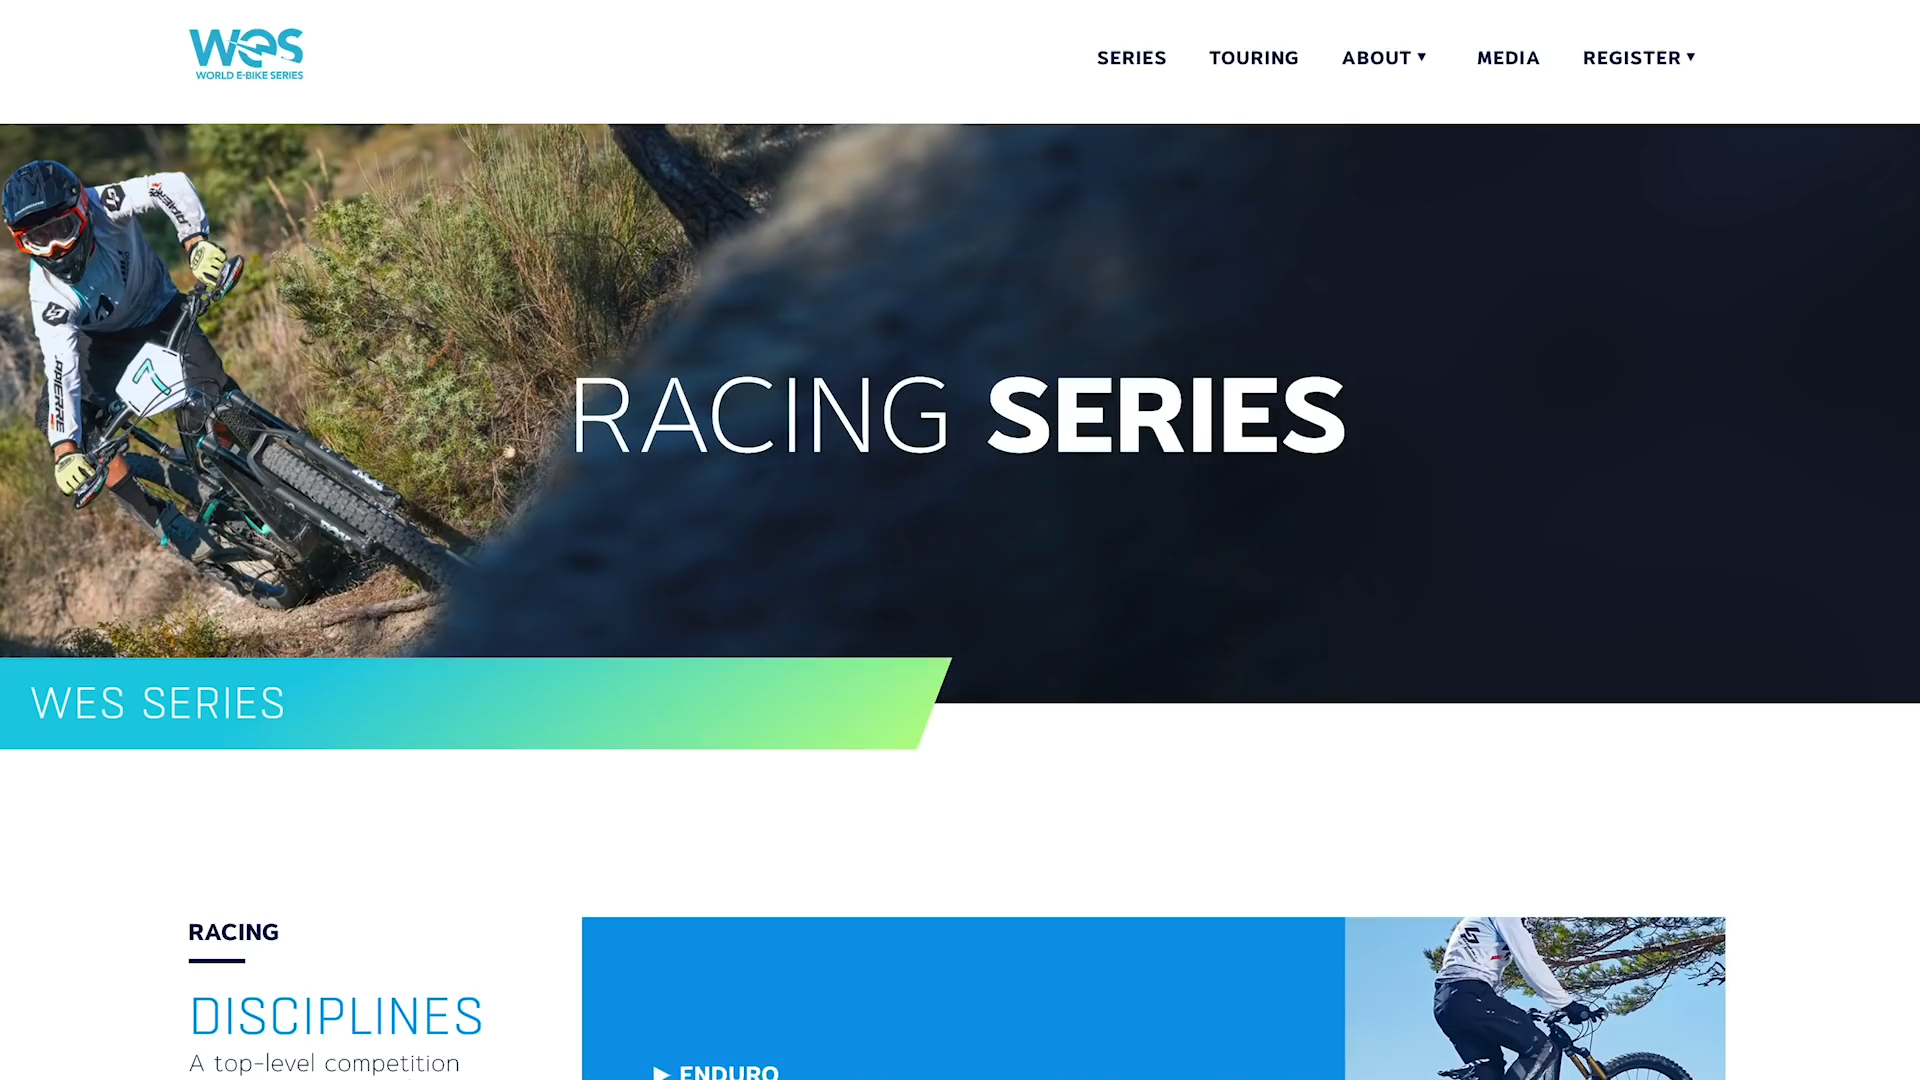 wes
WORLD E-BIKE SERIES
SERIES TOURING ABOUT ▼ MEDIA REGISTER ▼
7
RACING SERIES
WES SERIES
RACING
DISCIPLINES
A top-level competition
▶ ENDURO